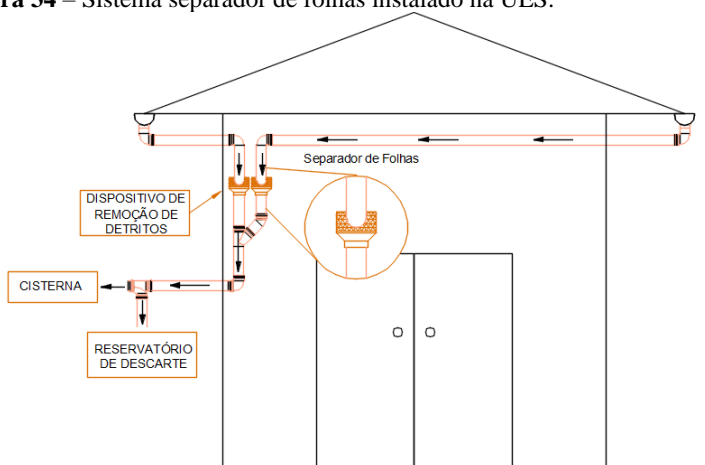 ra 54 – Sistema separador de folhas instalado na UES.
Separador de Folhas
DISPOSITIVO DE
REMOÇÃO DE
DETRITOS
CISTERNA
RESERVATÓRIO
DE DESCARTE